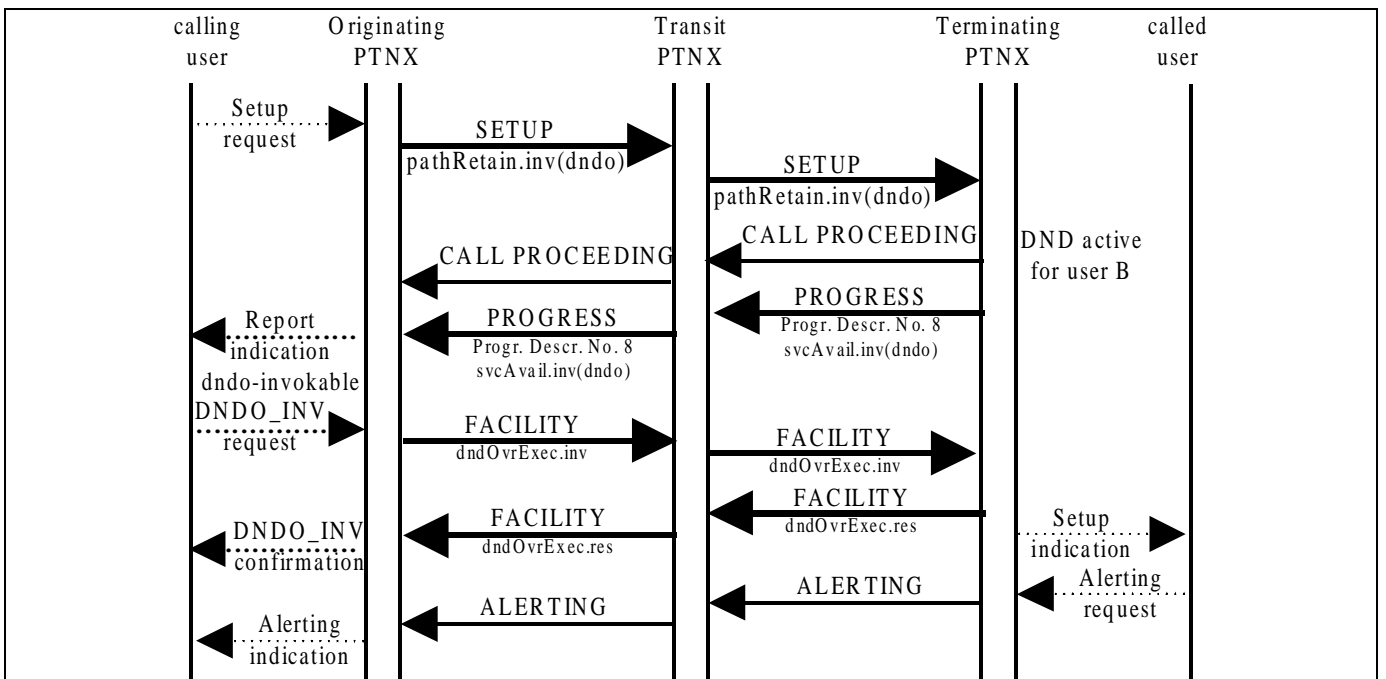 calling user
Originating PTNX
Transit PTNX
Terminating PTNX
called user
Setup
request
SETUP
pathRetain.inv(dndo)
SETUP
pathRetain.inv(dndo)
CALL PROCEEDING
DND active
for user B
CALL PROCEEDING
PROGRESS
Progr. Descr. No. 8
svcAvail.inv(dndo)
PROGRESS
Progr. Descr. No. 8
svcAvail.inv(dndo)
Report
indication
dndo-invokable
DNDO_INV
request
FACILITY
dndOvrExec.inv
FACILITY
dndOvrExec.inv
FACILITY
dndOvrExec.res
FACILITY
dndOvrExec.res
DNDO_INV
confirmation
Setup
indication
Alerting
request
ALERTING
ALERTING
Alerting
indication